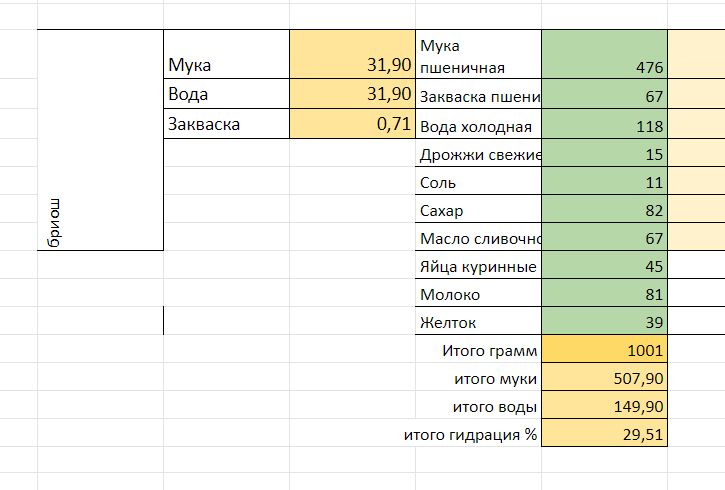 бриош
Мука 31,90
Вода 31,90
Закваска 0,71
Мука
пшеничная 476
Закваска пшени 67
Вода холодная 118
Дрожжи свежие 15
Соль 11
Сахар 82
Масло сливочно 67
Яйца куринные 45
Молоко 81
Желток 39
Итого грамм 1001
итого муки 507,90
итого воды 149,90
итого гидрация % 29,51